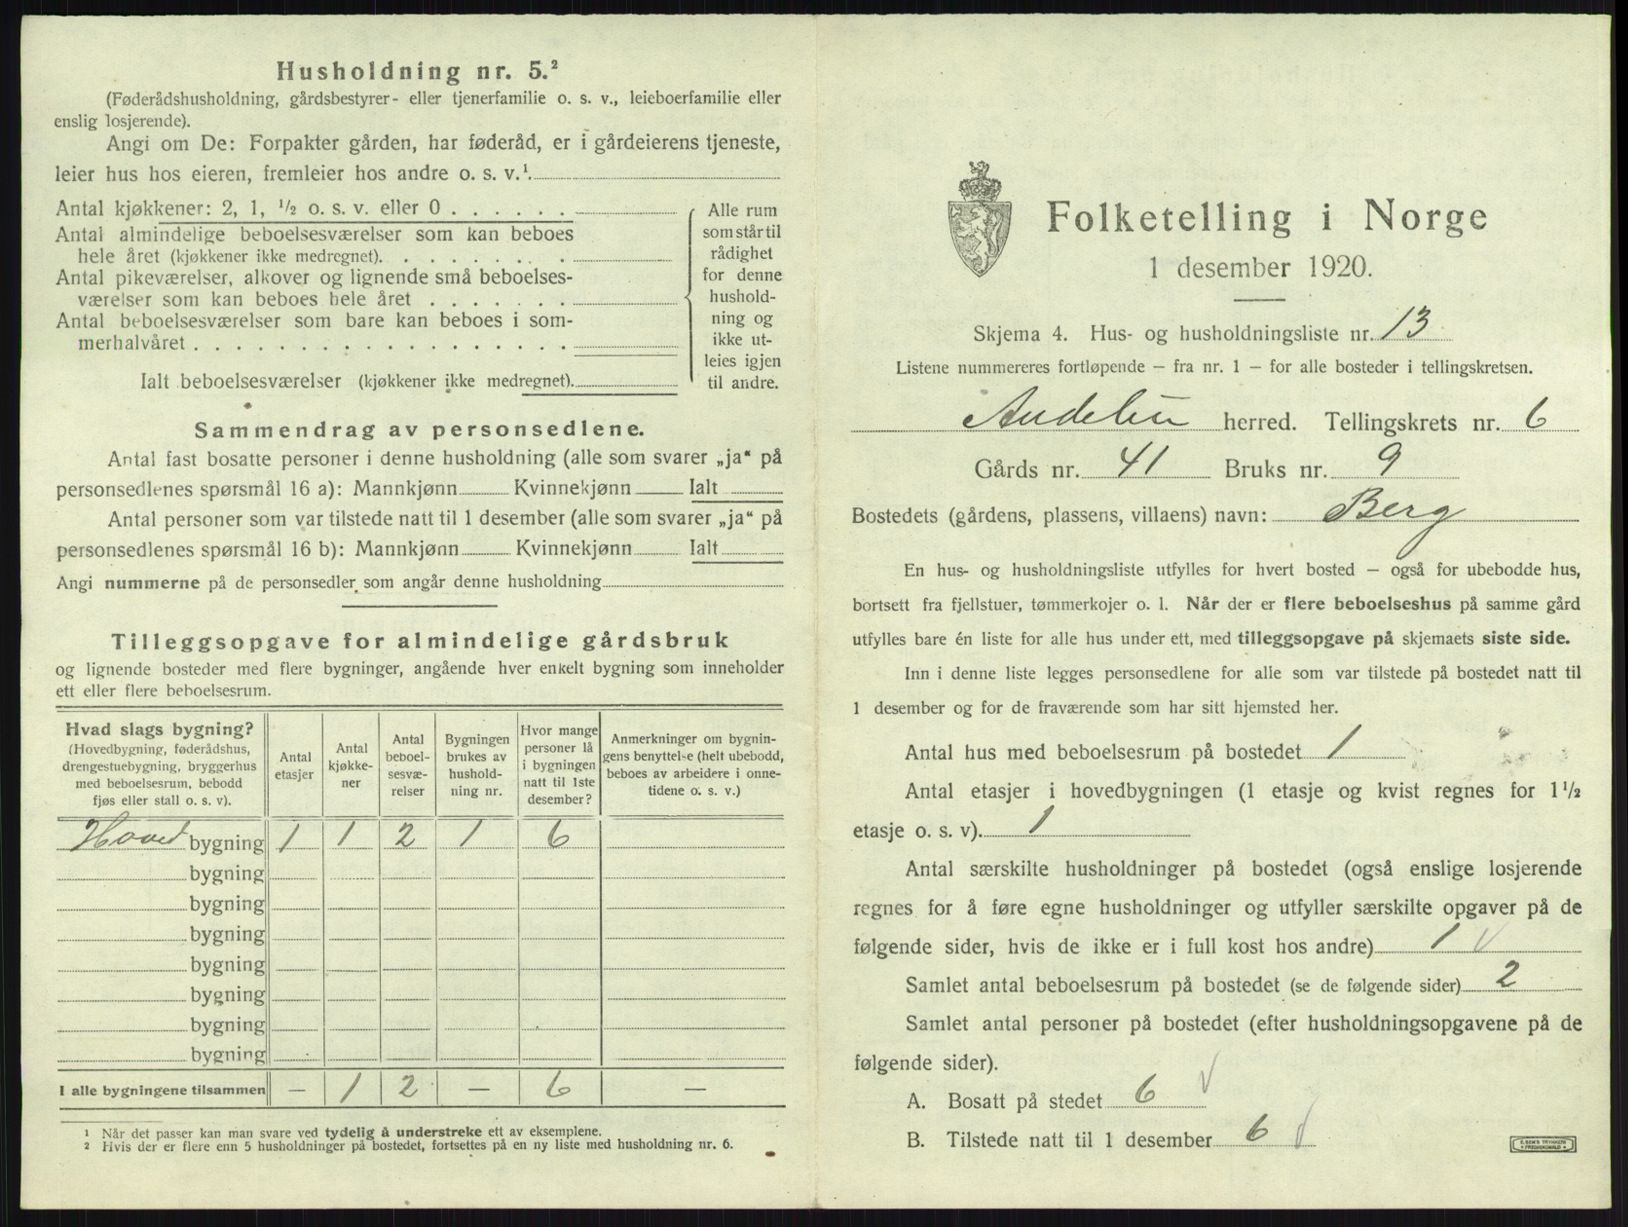 Husholdning nr. 5.²
(Føderådshusholdning, gårdsbestyrer- eller tjenerfamilie o. s. v., leieboerfamilie eller
enslig losjerende).
Angi om De: Forpakter gården, har føderåd, er i gårdeierens tjeneste,
leier hus hos eieren, fremleier hos andre o. s. v.¹
Antal kjøkkener: 2, 1, ½ o. s. v. eller 0 . . . . . .
Antal almindelige beboelsesværelser som kan beboes
hele året (kjøkkener ikke medregnet). . . . . . . .
Antal pikeværelser, alkover og lignende små beboelses-
værelser som kan beboes hele året . . . . . . .
Antal beboelsesværelser som bare kan beboes i som-
merhalvåret . . . . . . . . . . . . . . . . . .
Ialt beboelsesværelser (kjøkkener ikke medregnet).
Alle rum
som står til
rådighet
for denne
hushold-
ning og
ikke ut-
leies igjen
til andre.
Sammendrag av personsedlene.
Antal fast bosatte personer i denne husholdning (alle som svarer „ja“ på
personsedlenes spørsmål 16 a): Mannkjønn Kvinnekjønn Ialt
Antal personer som var tilstede natt til 1 desember (alle som svarer „ja“ på
personsedlenes spørsmål 16 b): Mannkjønn Kvinnekjønn Ialt
Angi nummerne på de personsedler som angår denne husholdning
Tilleggsopgave for almindelige gårdsbruk
og lignende bosteder med flere bygninger, angående hver enkelt bygning som inneholder
ett eller flere beboelsesrum.
Hvad slags bygning?
(Hovedbygning, føderådshus,
drengestuebygning, bryggerhus
med beboelsesrum, bebodd
fjøs eller stall o. s. v).
Antal
etasjer
Antal
kjøkke-
ner
Antal
beboel-
sesvæ-
relser
Bygningen
brukes av
hushold-
ning nr.
Hvor mange
personer lå
i bygningen
natt til 1ste
desember?
Anmerkninger om bygnin-
gens benyttelse (helt ubebodd,
beboes av arbeidere i onne-
tidene o. s. v.)
Hoved bygning 1 1 2 1 6
bygning
bygning
bygning
bygning
bygning
bygning
bygning
I alle bygningene tilsammen — 1 2 — 6 —
¹ Når det passer kan man svare ved tydelig å understreke ett av eksemplene.
² Hvis der er flere enn 5 husholdninger på bostedet, fortsettes på en ny liste med husholdning nr. 6.
Folketelling i Norge
1 desember 1920.
Skjema 4. Hus- og husholdningsliste nr. 13
Listene nummereres fortløpende — fra nr. 1 — for alle bosteder i tellingskretsen.
herred. Tellingskrets nr. 6
Gårds nr. 41 Bruks nr. 9
Bostedets (gårdens, plassens, villaens) navn: Berg
En hus- og husholdningsliste utfylles for hvert bosted — også for ubebodde hus,
bortsett fra fjellstuer, tømmerkojer o. l. Når der er flere beboelseshus på samme gård
utfylles bare én liste for alle hus under ett, med tilleggsopgave på skjemaets siste side.
Inn i denne liste legges personsedlene for alle som var tilstede på bostedet natt til
1 desember og for de fraværende som har sitt hjemsted her.
Antal hus med beboelsesrum på bostedet 1
Antal etasjer i hovedbygningen (1 etasje og kvist regnes for 1½
etasje o. s. v). 1
Antal særskilte husholdninger på bostedet (også enslige losjerende
regnes for å føre egne husholdninger og utfyller særskilte opgaver på de
følgende sider, hvis de ikke er i full kost hos andre) 1 √
Samlet antal beboelsesrum på bostedet (se de følgende sider) 2
Samlet antal personer på bostedet (efter husholdningsopgavene på de
følgende sider).
A. Bosatt på stedet 6 √
B. Tilstede natt til 1 desember 6 √